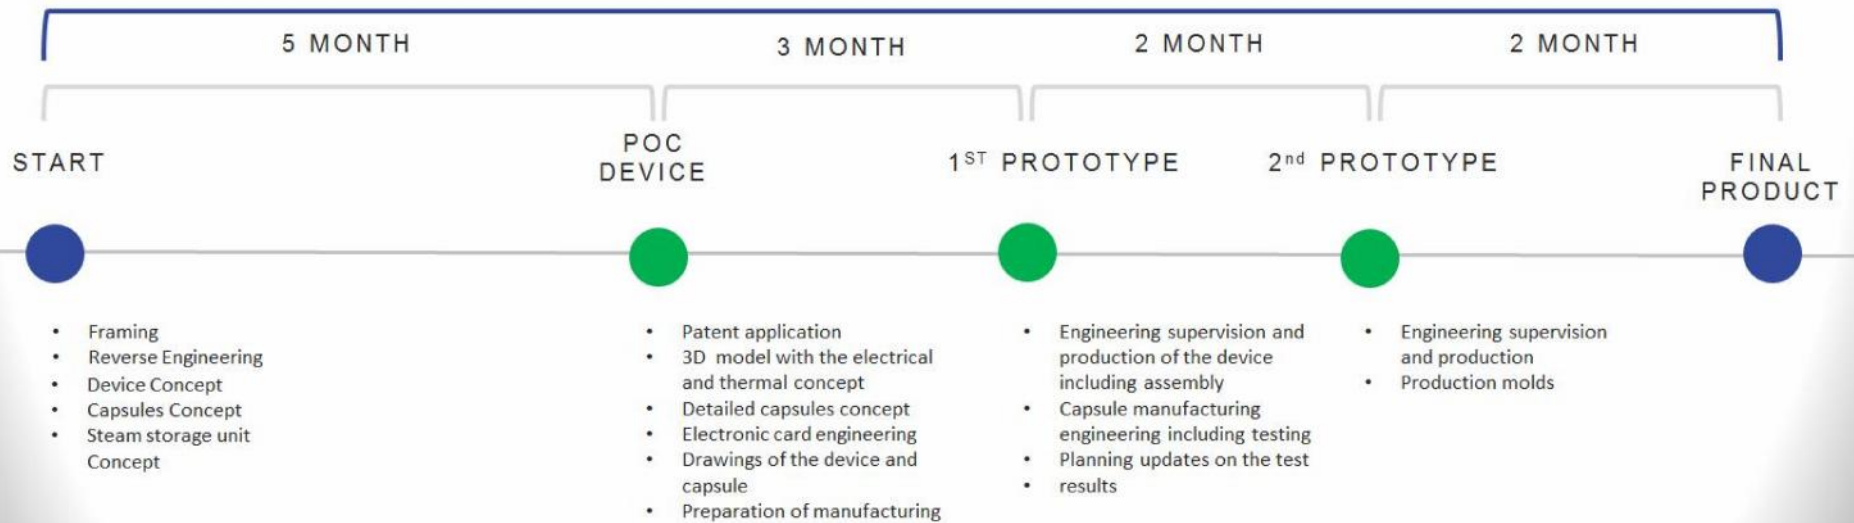 5 MONTH
3 MONTH
2 MONTH
2 MONTH
START
POC
DEVICE
1ST PROTOTYPE
2nd PROTOTYPE
FINAL
PRODUCT
• Framing
• Reverse Engineering
• Device Concept
• Capsules Concept
• Steam storage unit
Concept
• Patent application
• 3D model with the electrical
and thermal concept
• Detailed capsules concept
• Electronic card engineering
• Drawings of the device and
capsule
• Preparation of manufacturing
• Engineering supervision and
production of the device
including assembly
• Capsule manufacturing
engineering including testing
• Planning updates on the test
• results
• Engineering supervision
and production
• Production molds